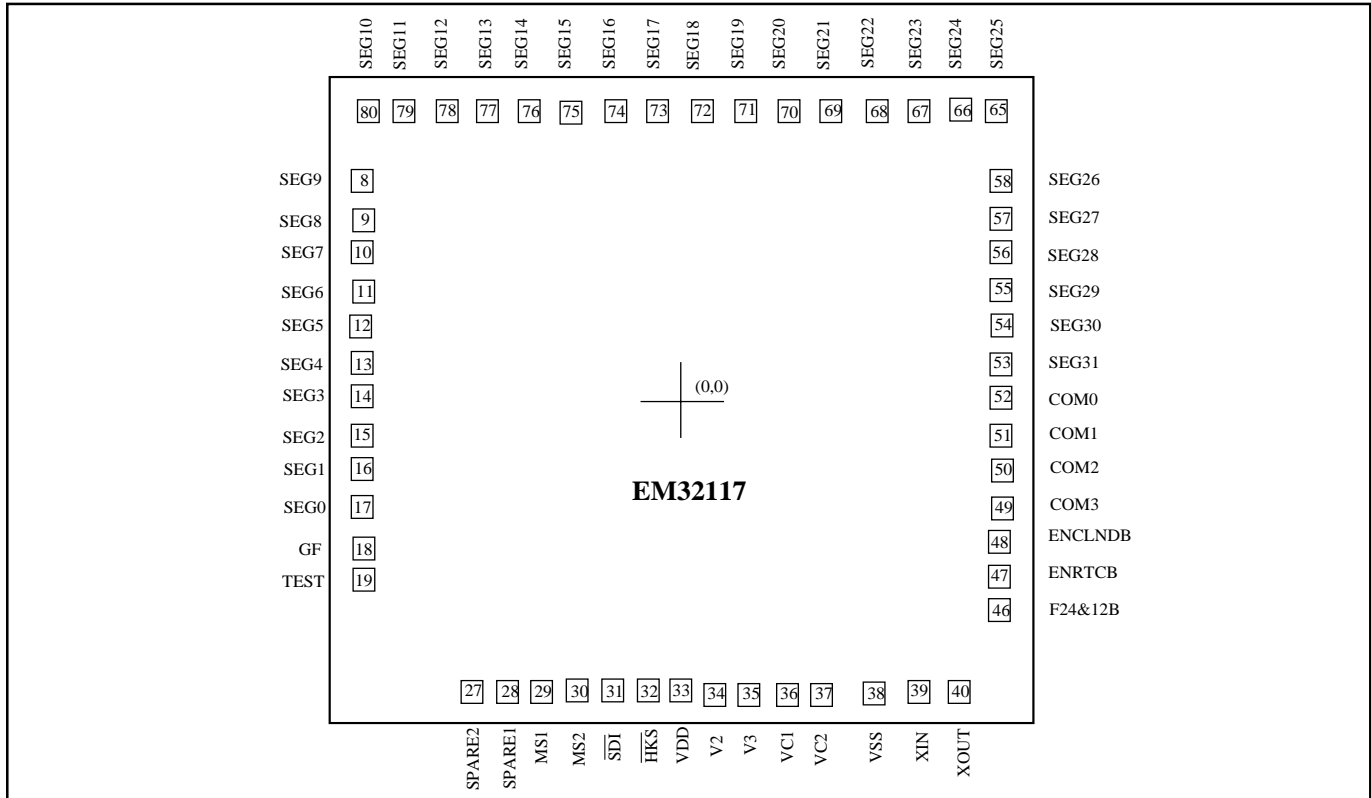 SEG10 SEG11 SEG12 SEG13 SEG14 SEG15 SEG16 SEG17 SEG18 SEG19 SEG20 SEG21 SEG22 SEG23 SEG24 SEG25
80 79 78 77 76 75 74 73 72 71 70 69 68 67 66 65
SEG9 8 58 SEG26
SEG8 9 57 SEG27
SEG7 10 56 SEG28
SEG6 11 55 SEG29
SEG5 12 54 SEG30
SEG4 13 53 SEG31
(0,0)
SEG3 14 52 COM0
SEG2 15 51 COM1
SEG1 16 50 COM2
EM32117
SEG0 17 49 COM3
GF 18 48 ENCLNDB
TEST 19 47 ENRTCB
46 F24&12B
27 28 29 30 31 32 33 34 35 36 37 38 39 40
SPARE2 SPARE1 MS1 MS2 SDI HKS VDD V2 V3 VC1 VC2 VSS XIN XOUT